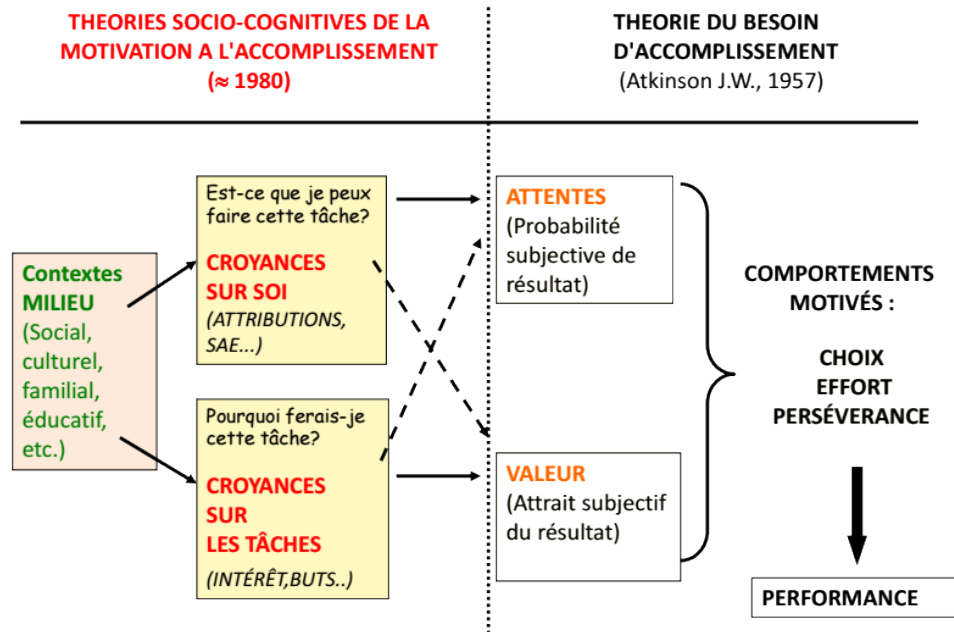 THEORIES SOCIO-COGNITIVES DE LA
MOTIVATION A L'ACCOMPLISSEMENT
(≈ 1980)
THEORIE DU BESOIN
D'ACCOMPLISSEMENT
(Atkinson J.W., 1957)
Contextes
MILIEU
(Social,
culturel,
familial,
éducatif,
etc.)
Est-ce que je peux
faire cette tâche?
CROYANCES
SUR SOI
(ATTRIBUTIONS,
SAE...)
Pourquoi ferais-je
cette tâche?
CROYANCES
SUR
LES TÂCHES
(INTÉRÊT,BUTS..)
ATTENTES
(Probabilité
subjective de
résultat)
VALEUR
(Attrait subjectif
du résultat)
COMPORTEMENTS
MOTIVÉS :
CHOIX
EFFORT
PERSÉVERANCE
PERFORMANCE